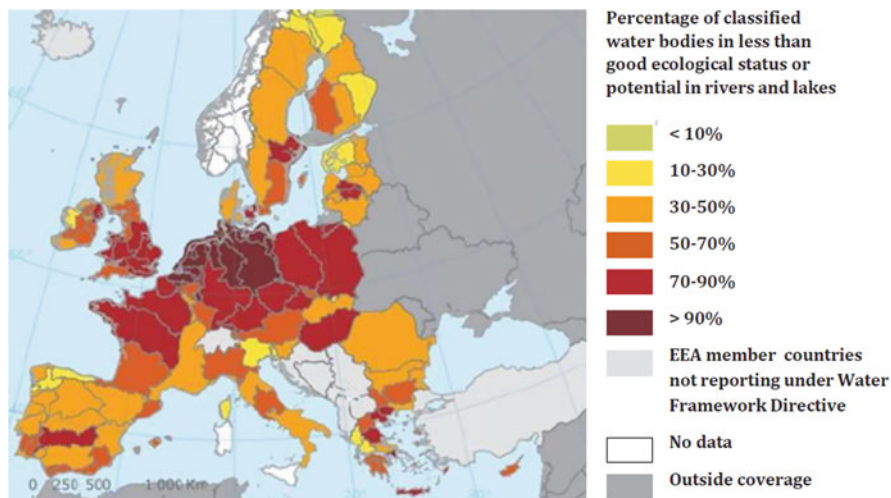 Percentage of classified
water bodies in less than
good ecological status or
potential in rivers and lakes
< 10%
10-30%
30-50%
50-70%
70-90%
> 90%
EEA member countries
not reporting under Water
Framework Directive
No data
Outside coverage
0 250 500 1 000 Km